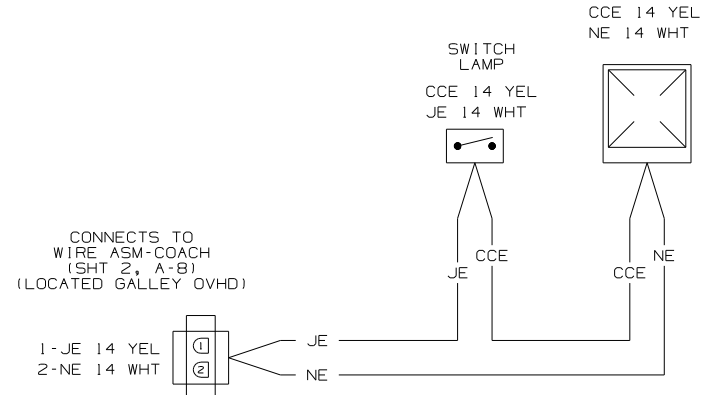 CCE 14 YEL
NE 14 WHT
SWITCH
LAMP
CCE 14 YEL
JE 14 WHT
CONNECTS TO
WIRE ASM-COACH
(SHT 2, A-8)
(LOCATED GALLEY OVHD)
JE
CCE
CCE
NE
1-JE 14 YEL
2-NE 14 WHT
1
2
JE
NE